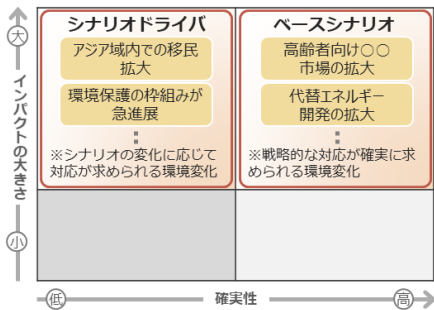 大
インパクトの大きさ
小
シナリオドライバ
アジア域内での移民
拡大
環境保護の枠組みが
急進展
※シナリオの変化に応じて
対応が求められる環境変化
ベースシナリオ
高齢者向け○○
市場の拡大
代替エネルギー
開発の拡大
※戦略的な対応が確実に求
められる環境変化
低
確実性
高